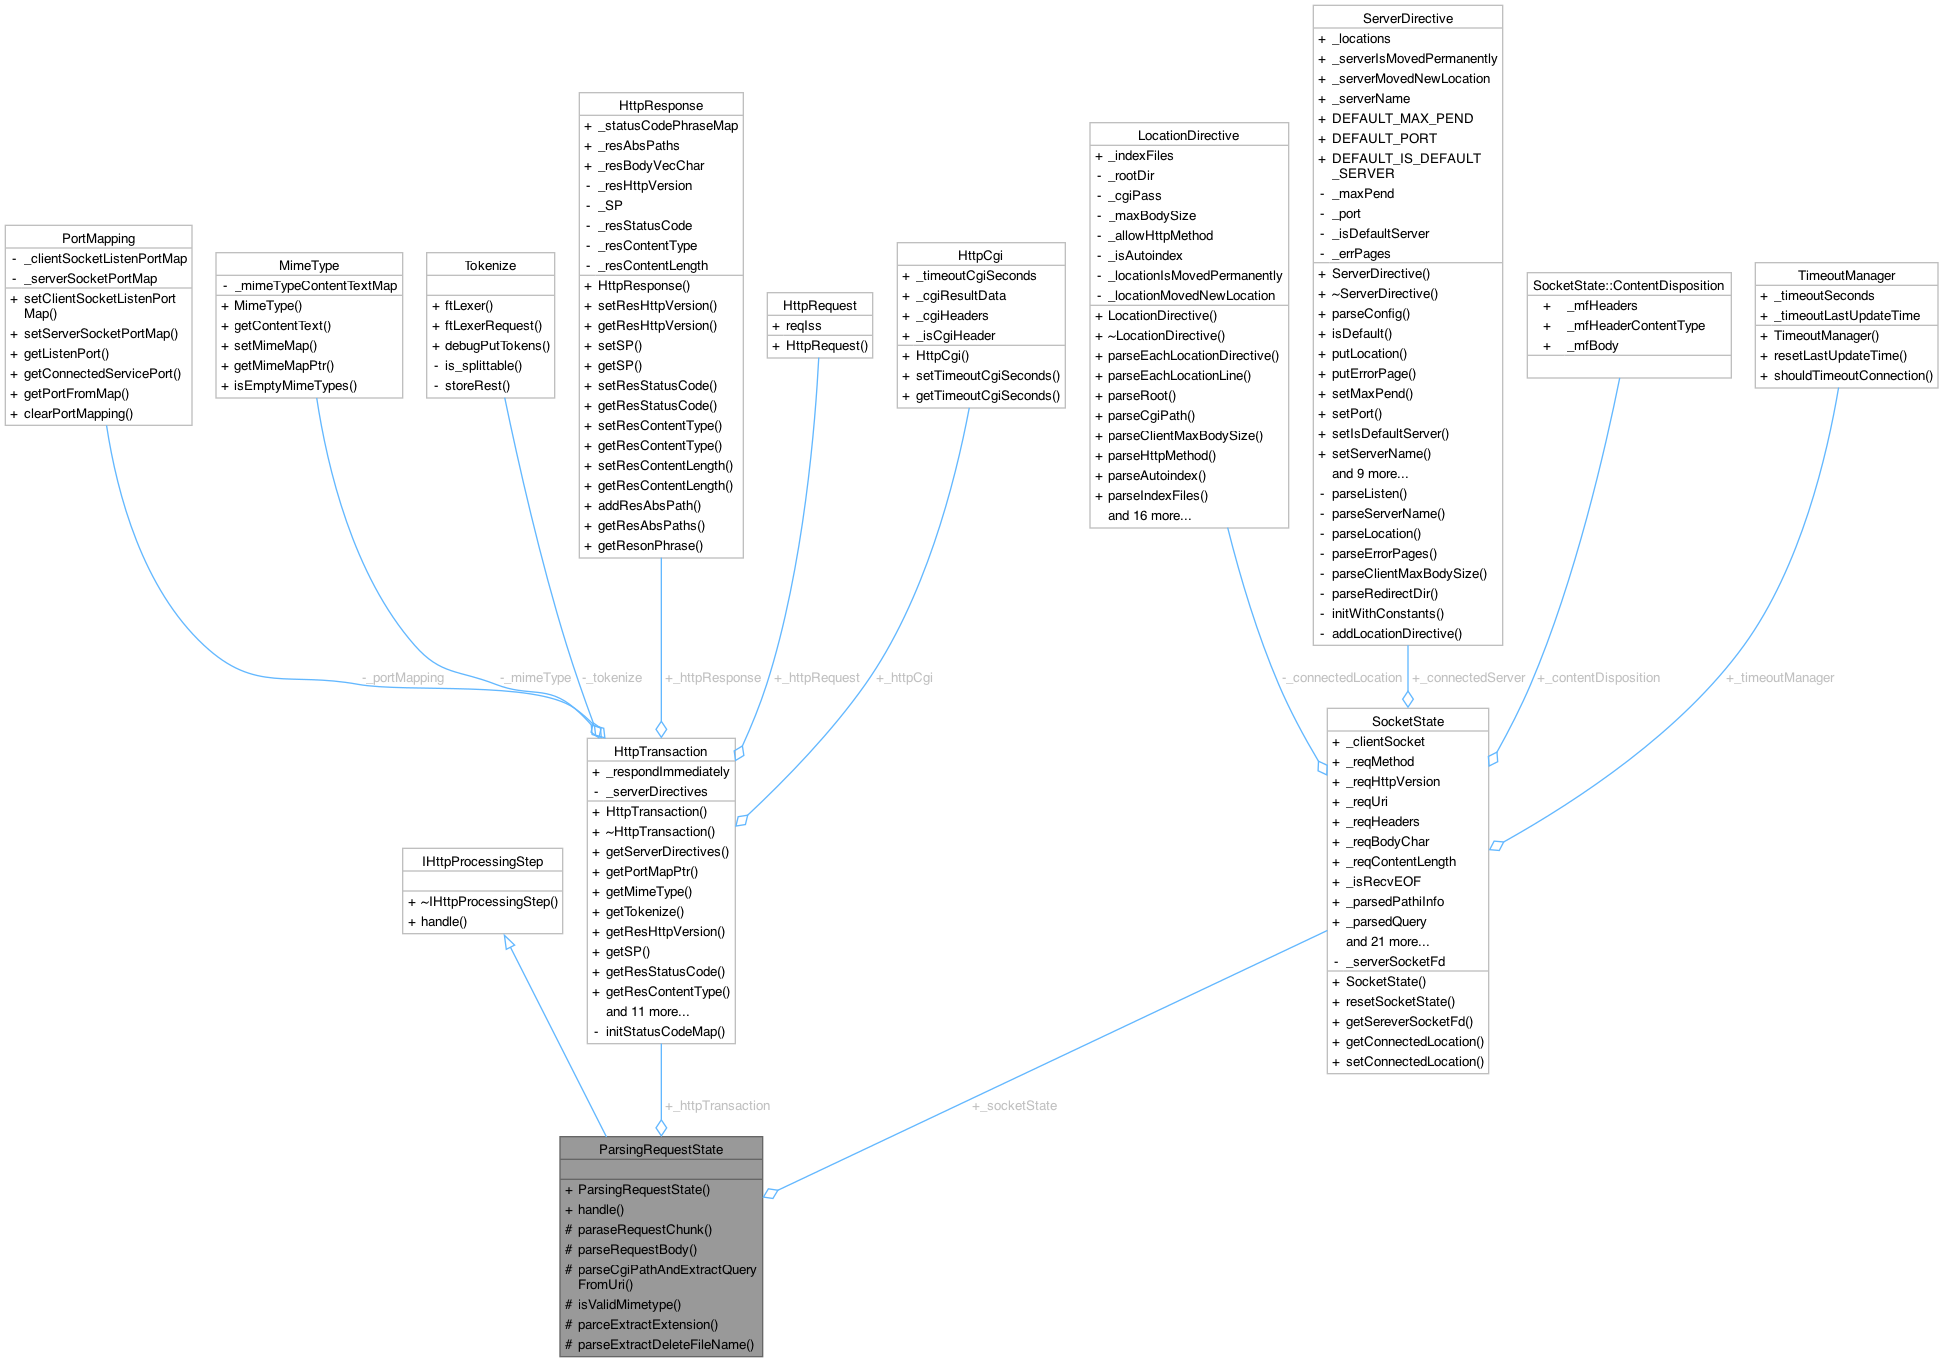 ServerDirective
+ _locations
+ _serverIsMovedPermanently
+ _serverMovedNewLocation
+ _serverName
+ DEFAULT_MAX_PEND
+ DEFAULT_PORT
+ DEFAULT_IS_DEFAULT
_SERVER
- _maxPend
- _port
- _isDefaultServer
- _errPages
+ ServerDirective()
+ ~ServerDirective()
+ parseConfig()
+ isDefault()
+ putLocation()
+ putErrorPage()
+ setMaxPend()
+ setPort()
+ setIsDefaultServer()
+ setServerName()
and 9 more...
- parseListen()
- parseServerName()
- parseLocation()
- parseErrorPages()
- parseClientMaxBodySize()
- parseRedirectDir()
- initWithConstants()
- addLocationDirective()
HttpResponse
+ _statusCodePhraseMap
+ _resAbsPaths
+ _resBodyVecChar
- _resHttpVersion
- _SP
- _resStatusCode
- _resContentType
- _resContentLength
+ HttpResponse()
+ setResHttpVersion()
+ getResHttpVersion()
+ setSP()
+ getSP()
+ setResStatusCode()
+ getResStatusCode()
+ setResContentType()
+ getResContentType()
+ setResContentLength()
+ getResContentLength()
+ addResAbsPath()
+ getResAbsPaths()
+ getResonPhrase()
LocationDirective
+ _indexFiles
- _rootDir
- _cgiPass
- _maxBodySize
- _allowHttpMethod
- _isAutoindex
- _locationIsMovedPermanently
- _locationMovedNewLocation
+ LocationDirective()
+ ~LocationDirective()
+ parseEachLocationDirective()
+ parseEachLocationLine()
+ parseRoot()
+ parseCgiPath()
+ parseClientMaxBodySize()
+ parseHttpMethod()
+ parseAutoindex()
+ parseIndexFiles()
and 16 more...
PortMapping
- _clientSocketListenPortMap
- _serverSocketPortMap
+ setClientSocketListenPort
Map()
+ setServerSocketPortMap()
+ getListenPort()
+ getConnectedServicePort()
+ getPortFromMap()
+ clearPortMapping()
MimeType
- _mimeTypeContentTextMap
+ MimeType()
+ getContentText()
+ setMimeMap()
+ getMimeMapPtr()
+ isEmptyMimeTypes()
Tokenize
+ ftLexer()
+ ftLexerRequest()
+ debugPutTokens()
- is_splittable()
- storeRest()
HttpRequest
+ reqIss
+ HttpRequest()
HttpCgi
+ _timeoutCgiSeconds
+ _cgiResultData
+ _cgiHeaders
+ _isCgiHeader
+ HttpCgi()
+ setTimeoutCgiSeconds()
+ getTimeoutCgiSeconds()
SocketState::ContentDisposition
+ _mfHeaders
+ _mfHeaderContentType
+ _mfBody
TimeoutManager
+ _timeoutSeconds
+ _timeoutLastUpdateTime
+ TimeoutManager()
+ resetLastUpdateTime()
+ shouldTimeoutConnection()
-_portMapping
-_mimeType
-_tokenize
+_httpResponse
+_httpRequest
+_httpCgi
-_connectedLocation
+_connectedServer
+_contentDisposition
+_timeoutManager
HttpTransaction
+ _respondImmediately
- _serverDirectives
+ HttpTransaction()
+ ~HttpTransaction()
+ getServerDirectives()
+ getPortMapPtr()
+ getMimeType()
+ getTokenize()
+ getResHttpVersion()
+ getSP()
+ getResStatusCode()
+ getResContentType()
and 11 more...
- initStatusCodeMap()
SocketState
+ _clientSocket
+ _reqMethod
+ _reqHttpVersion
+ _reqUri
+ _reqHeaders
+ _reqBodyChar
+ _reqContentLength
+ _isRecvEOF
+ _parsedPathiInfo
+ _parsedQuery
and 21 more...
- _serverSocketFd
+ SocketState()
+ resetSocketState()
+ getSereverSocketFd()
+ getConnectedLocation()
+ setConnectedLocation()
IHttpProcessingStep
+ ~IHttpProcessingStep()
+ handle()
+_httpTransaction
+_socketState
ParsingRequestState
+ ParsingRequestState()
+ handle()
# paraseRequestChunk()
# parseRequestBody()
# parseCgiPathAndExtractQuery
FromUri()
# isValidMimetype()
# parceExtractExtension()
# parseExtractDeleteFileName()